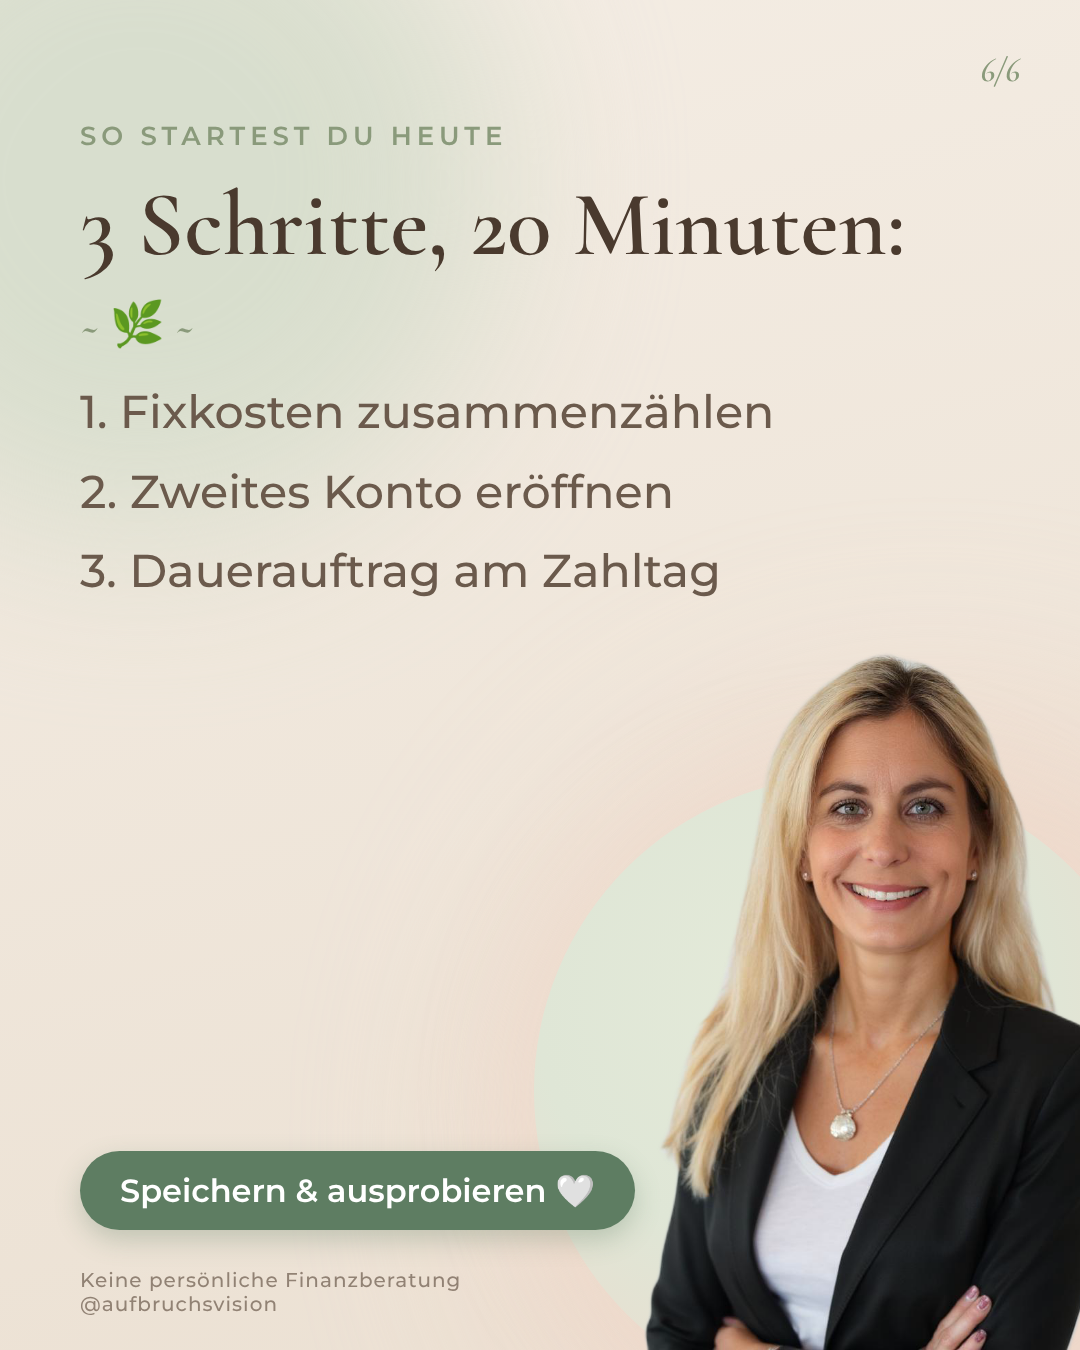 6/6
SO STARTEST DU HEUTE
3 Schritte, 20 Minuten:
~ 🌿 ~
1. Fixkosten zusammenzählen
2. Zweites Konto eröffnen
3. Dauerauftrag am Zahltag
Speichern & ausprobieren 🤍
Keine persönliche Finanzberatung
@aufbruchsvision